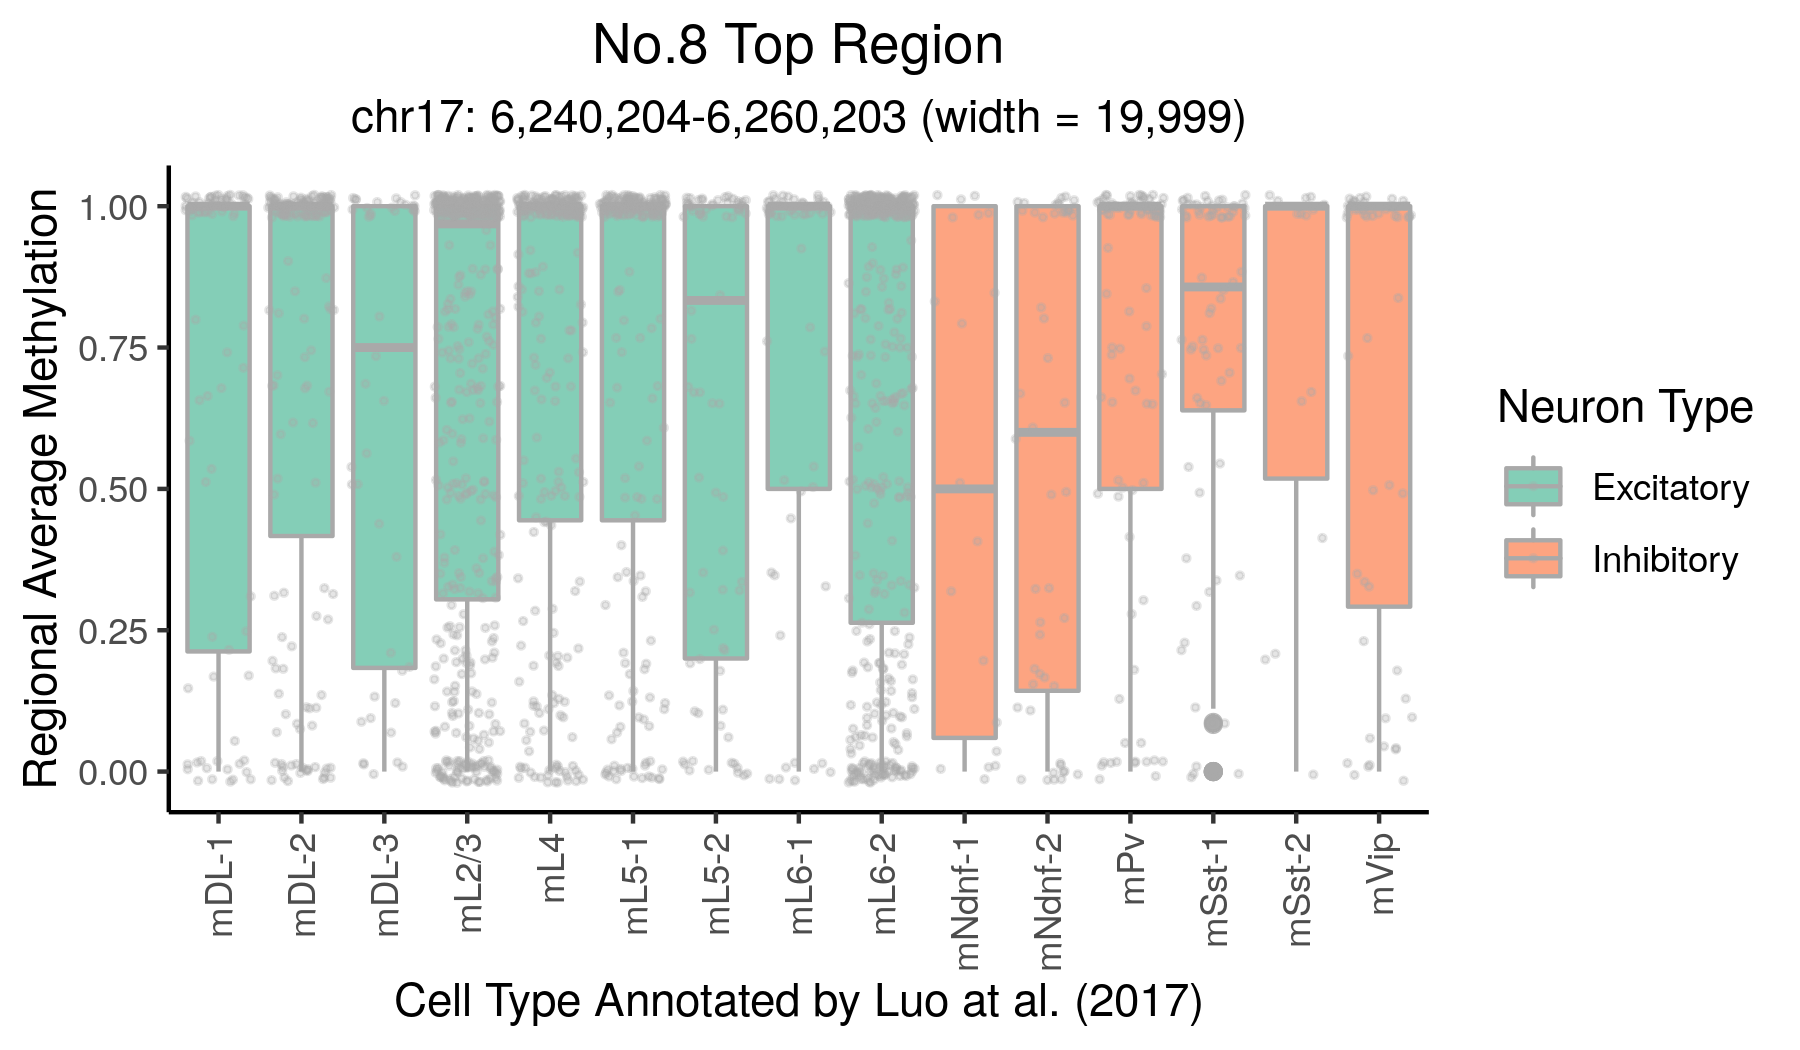 No.8 Top Region
chr17: 6,240,204-6,260,203 (width = 19,999)
Regional Average Methylation
1.00
0.75
0.50
0.25
0.00
mDL-1
mDL-2
mDL-3
mL2/3
mL4
mL5-1
mL5-2
mL6-1
mL6-2
mNdnf-1
mNdnf-2
mPv
mSst-1
mSst-2
mVip
Cell Type Annotated by Luo at al. (2017)
Neuron Type
Excitatory
Inhibitory